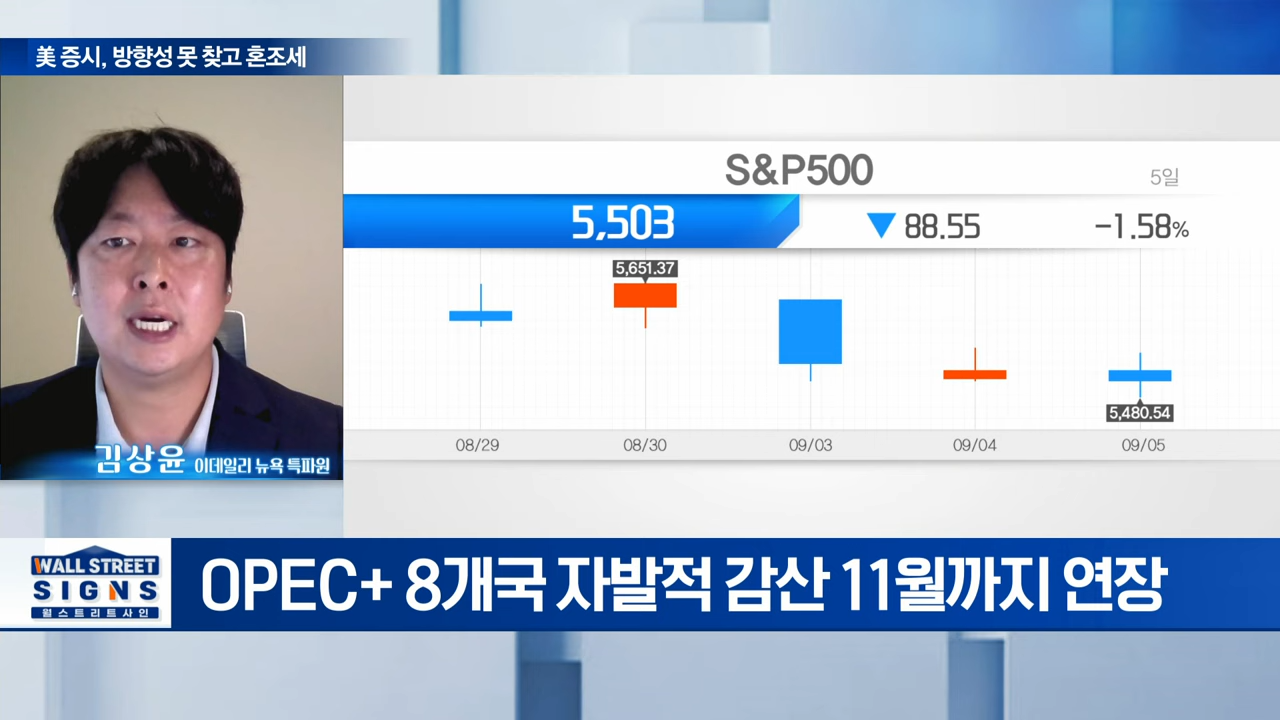 美 증시, 방향성 못 찾고 혼조세
S&P500
5일
5,503
▼ 88.55
-1.58%
5,651.37
5,480.54
08/29
08/30
09/03
09/04
09/05
김상윤 이데일리 뉴욕 특파원
WALL STREET
SIGNS
월스트리트사인
OPEC+ 8개국 자발적 감산 11월까지 연장